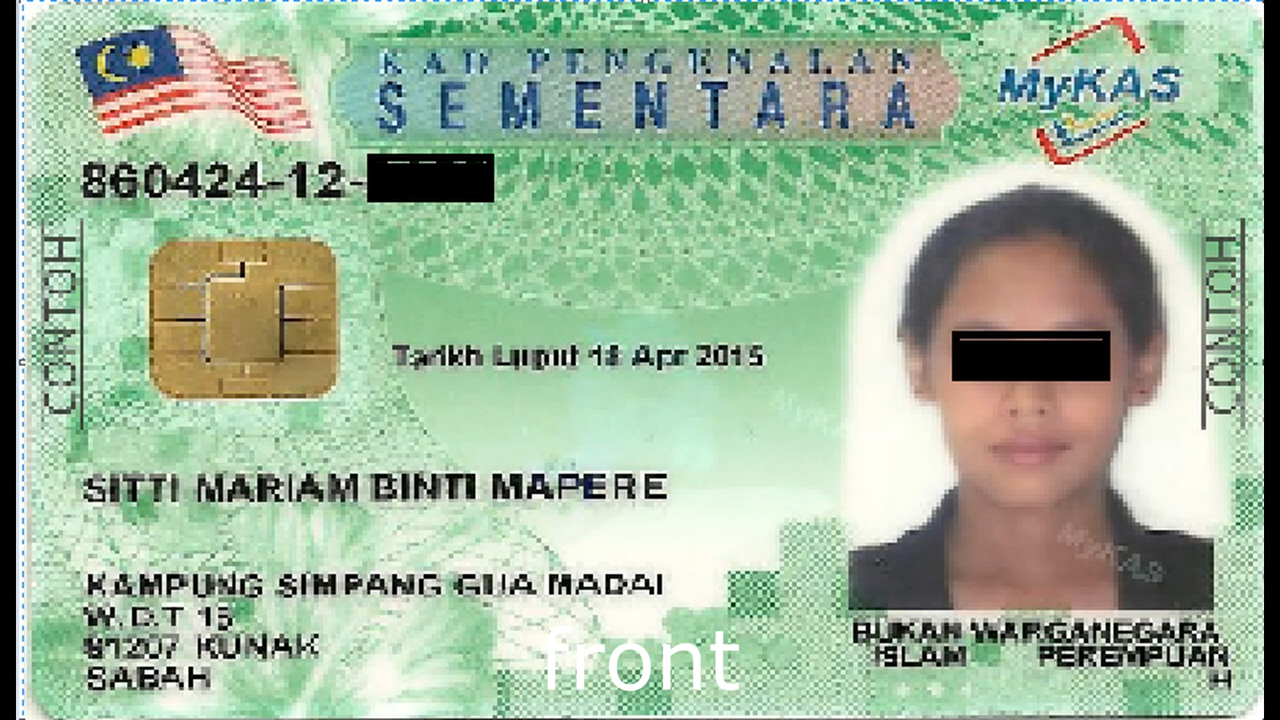 KAD PENGENALAN
SEMENTARA
MyKAS
860424-12-
CONTOH
CONTOH
Tarikh Luput 18 Apr 2015
SITTI MARIAM BINTI MAPERE
KAMPUNG SIMPANG GUA MADAI
W.D.T 15
91207 KUNAK
SABAH
MyKAS
BUKAN WARGANEGARA
ISLAM PEREMPUAN
H
front